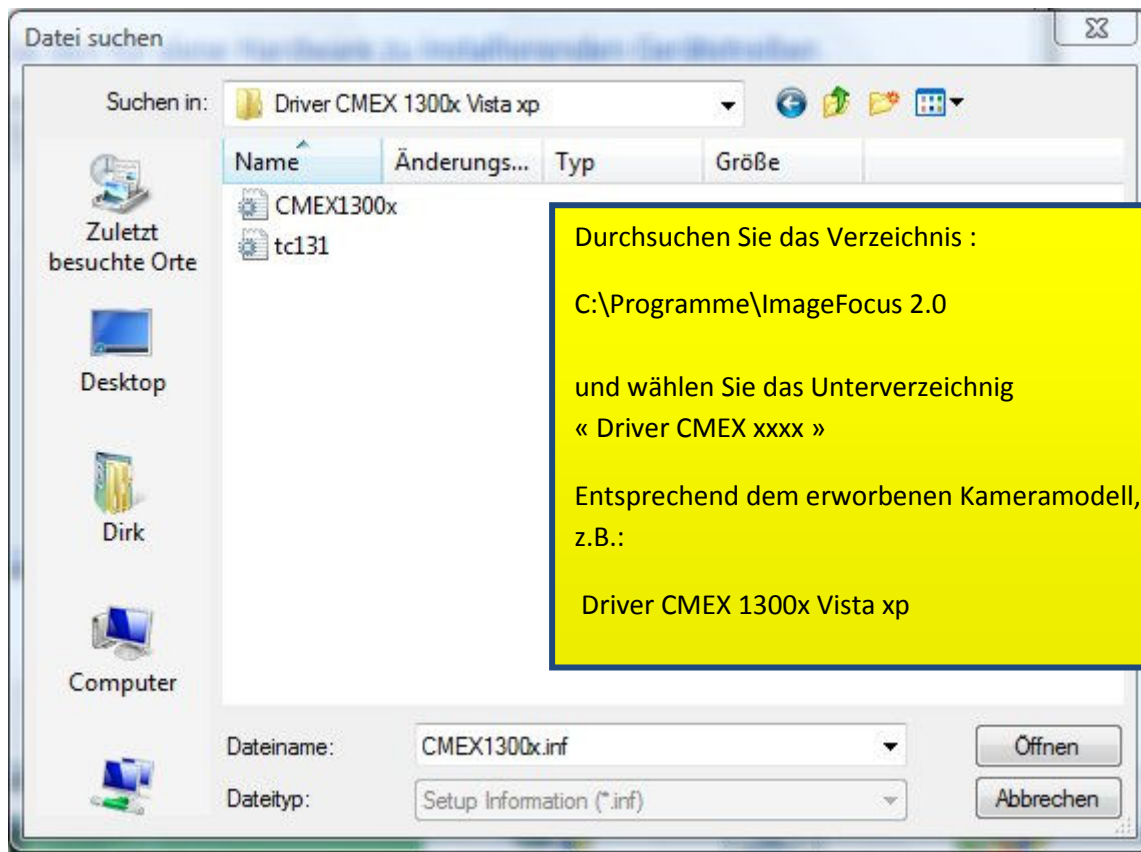 Datei suchen
Suchen in:
Driver CMEX 1300x Vista xp
Name
Änderungs...
Typ
Größe
CMEX1300x
tc131
Zuletzt
besuchte Orte
Desktop
Dirk
Computer
Durchsuchen Sie das Verzeichnis :
C:\Programme\ImageFocus 2.0
und wählen Sie das Unterverzeichnig
« Driver CMEX xxxx »
Entsprechend dem erworbenen Kameramodell,
z.B.:
Driver CMEX 1300x Vista xp
Dateiname:
CMEX1300x.inf
Öffnen
Dateityp:
Setup Information (*.inf)
Abbrechen